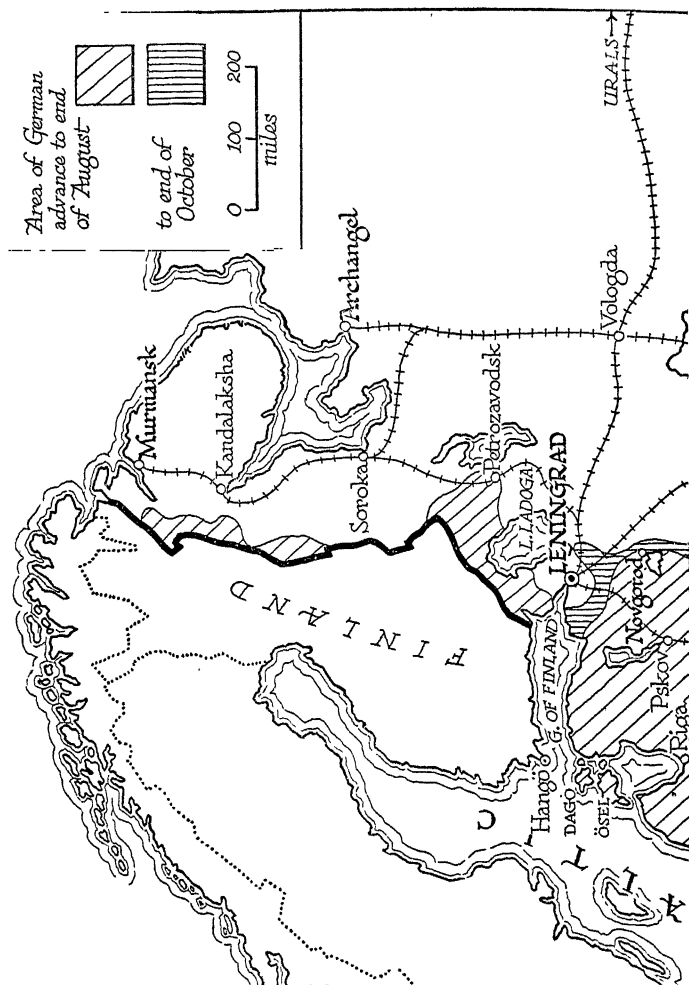 Area of German
advance to end
of August
to end of
October
0 100 200
miles
Murmansk
Kandalaksha
Archangel
Soroka
FINLAND
Petrozavodsk
L. LADOGA
LENINGRAD
Vologda
URALS →
G. OF FINLAND
Hangö
DAGO
ÖSEL
Novgorod
Pskov
Riga
A L T I C